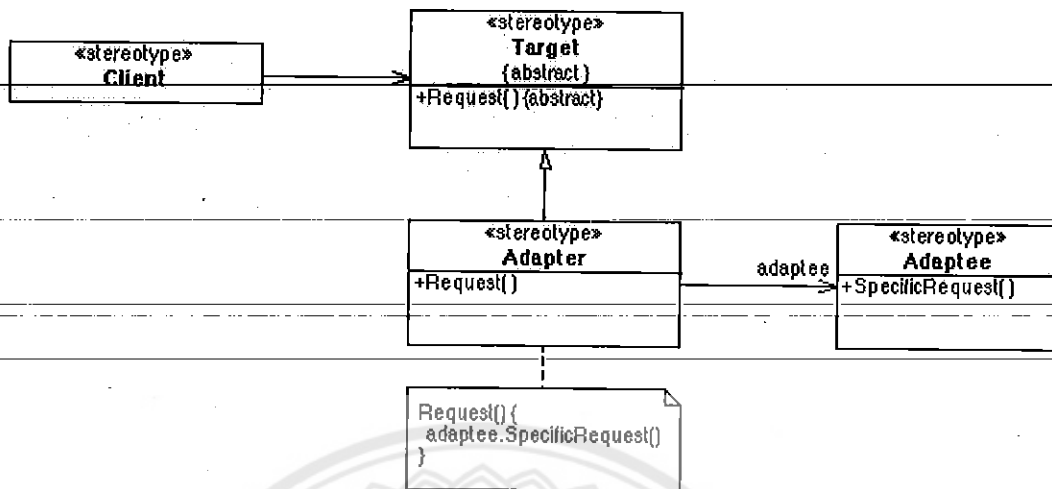 «stereotype»
Client
«stereotype»
Target
{abstract}
+Request(){abstract}
«stereotype»
Adapter
+Request()
adaptee
«stereotype»
Adaptee
+SpecificRequest()
Request(){
adaptee.SpecificRequest()
}